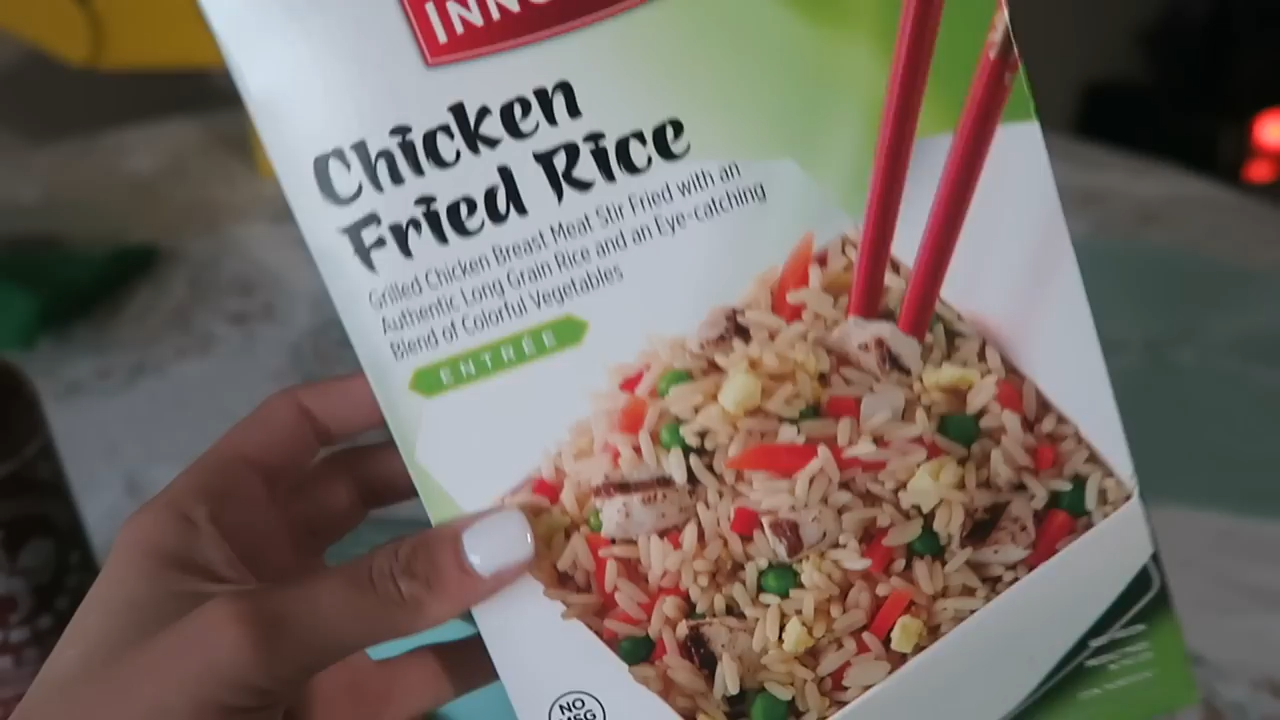 Chicken
Fried Rice
Grilled Chicken Breast Meat Stir Fried with an
Authentic Long Grain Rice and an Eye-catching
Blend of Colorful Vegetables
ENTRÉE
NO
MSG